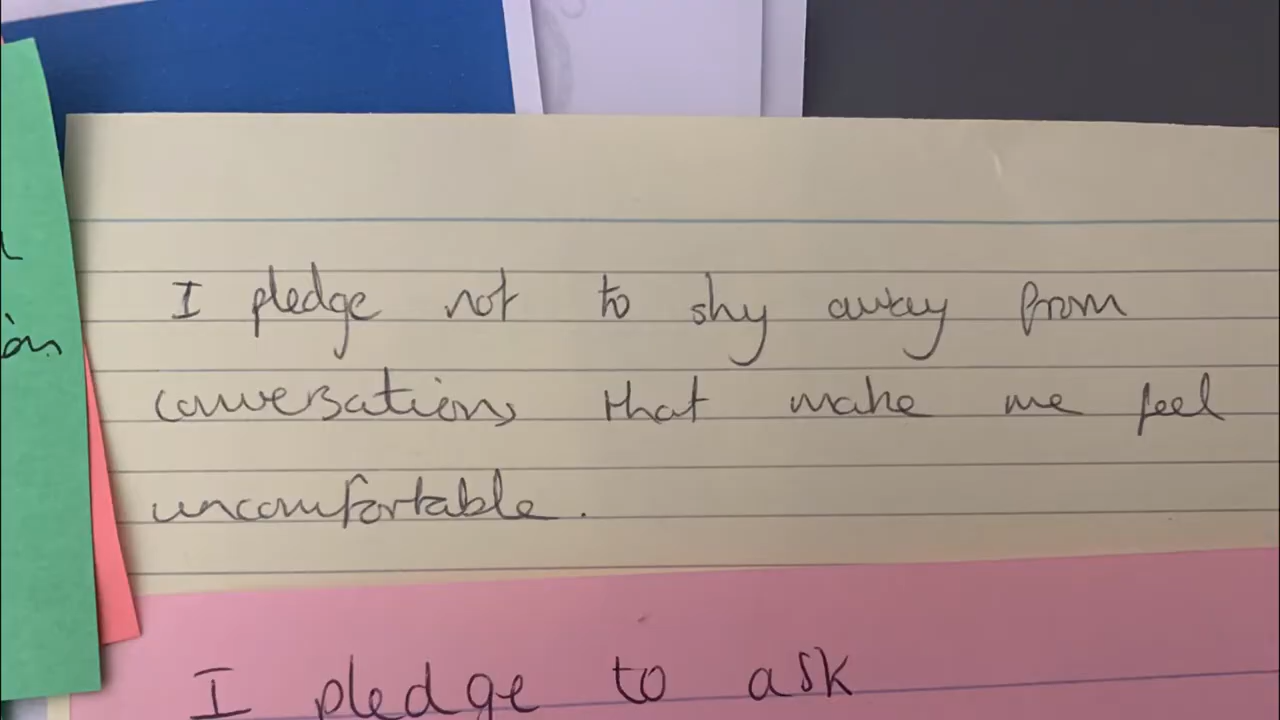 I pledge not to shy away from
conversations that make me feel
uncomfortable.
I pledge to ask